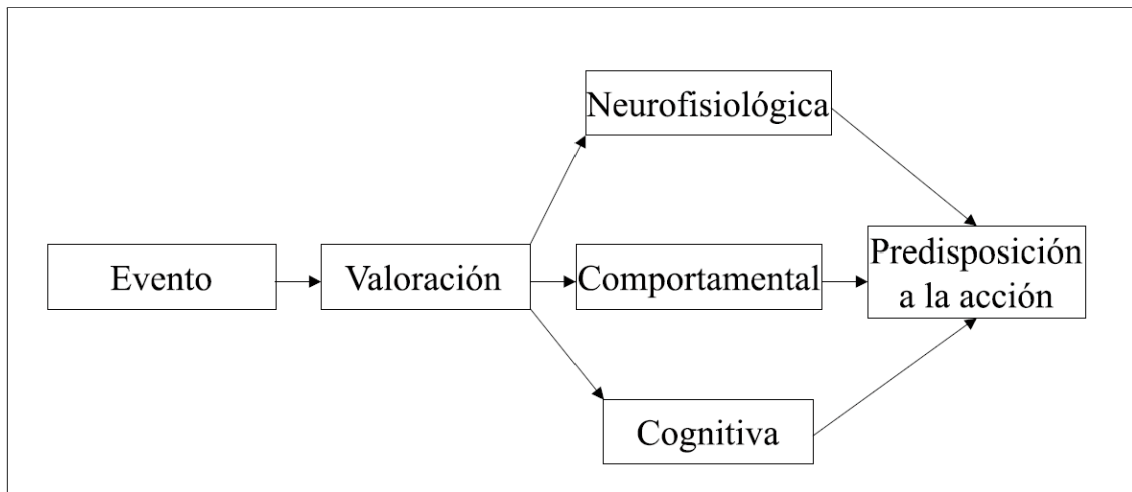 Neurofisiológica
Evento
Valoración
Comportamental
Predisposición
a la acción
Cognitiva